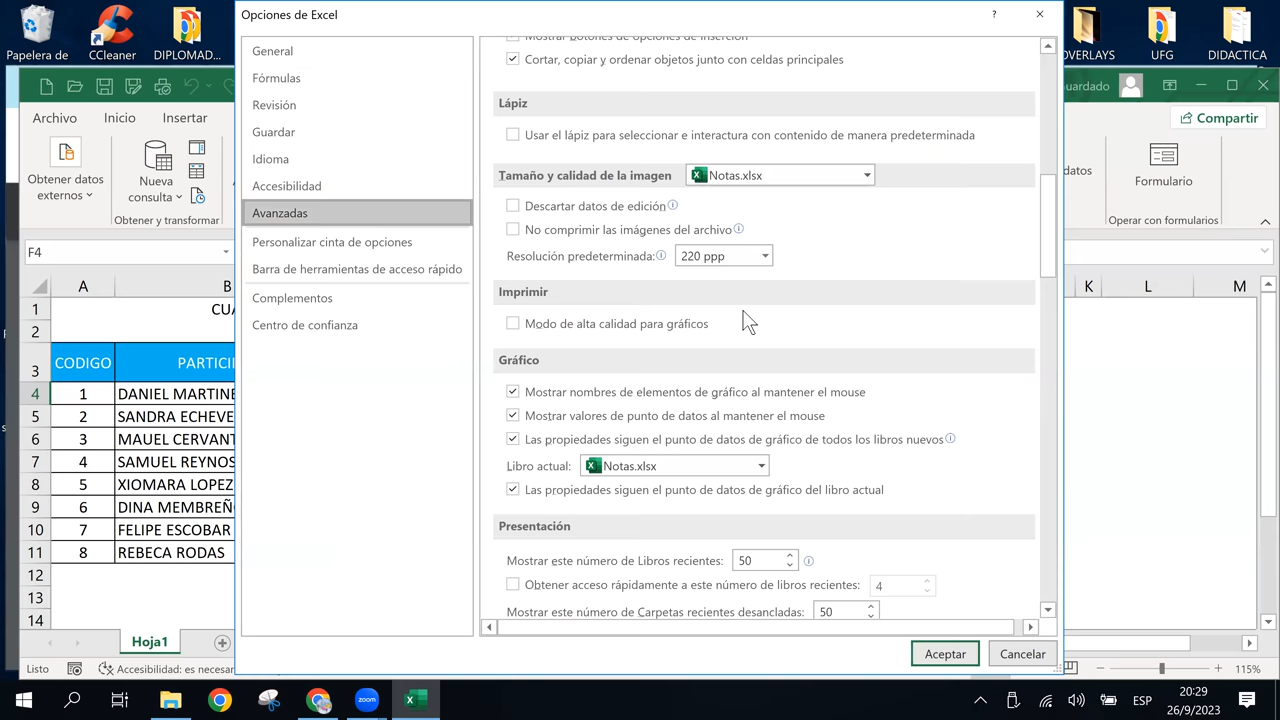 Papelera de
CCleaner
DIPLOMAD...
OVERLAYS
UFG
DIDACTICA
Opciones de Excel
?
General
Fórmulas
Revisión
Guardar
Idioma
Accesibilidad
Avanzadas
Personalizar cinta de opciones
Barra de herramientas de acceso rápido
Complementos
Centro de confianza
Mostrar botones de opciones de inserción
Cortar, copiar y ordenar objetos junto con celdas principales
Lápiz
Usar el lápiz para seleccionar e interactura con contenido de manera predeterminada
Tamaño y calidad de la imagen
Notas.xlsx
Descartar datos de edición
No comprimir las imágenes del archivo
Resolución predeterminada:
220 ppp
Imprimir
Modo de alta calidad para gráficos
Gráfico
Mostrar nombres de elementos de gráfico al mantener el mouse
Mostrar valores de punto de datos al mantener el mouse
Las propiedades siguen el punto de datos de gráfico de todos los libros nuevos
Libro actual:
Notas.xlsx
Las propiedades siguen el punto de datos de gráfico del libro actual
Presentación
Mostrar este número de Libros recientes:
50
Obtener acceso rápidamente a este número de libros recientes:
4
Mostrar este número de Carpetas recientes desancladas:
50
Aceptar
Cancelar
Archivo
Inicio
Insertar
Obtener datos
externos
Nueva
consulta
Obtener y transformar
F4
A
B
1
CUA
2
3
CODIGO
PARTICII
4
1
DANIEL MARTINE
5
2
SANDRA ECHEVE
6
3
MAUEL CERVANT
7
4
SAMUEL REYNOS
8
5
XIOMARA LOPEZ
9
6
DINA MEMBREÑ
10
7
FELIPE ESCOBAR
11
8
REBECA RODAS
12
13
14
Hoja1
Listo
Accesibilidad: es necesar
uardado
Compartir
datos
Formulario
Operar con formularios
K
L
M
115%
ESP
20:29
26/9/2023
zoom